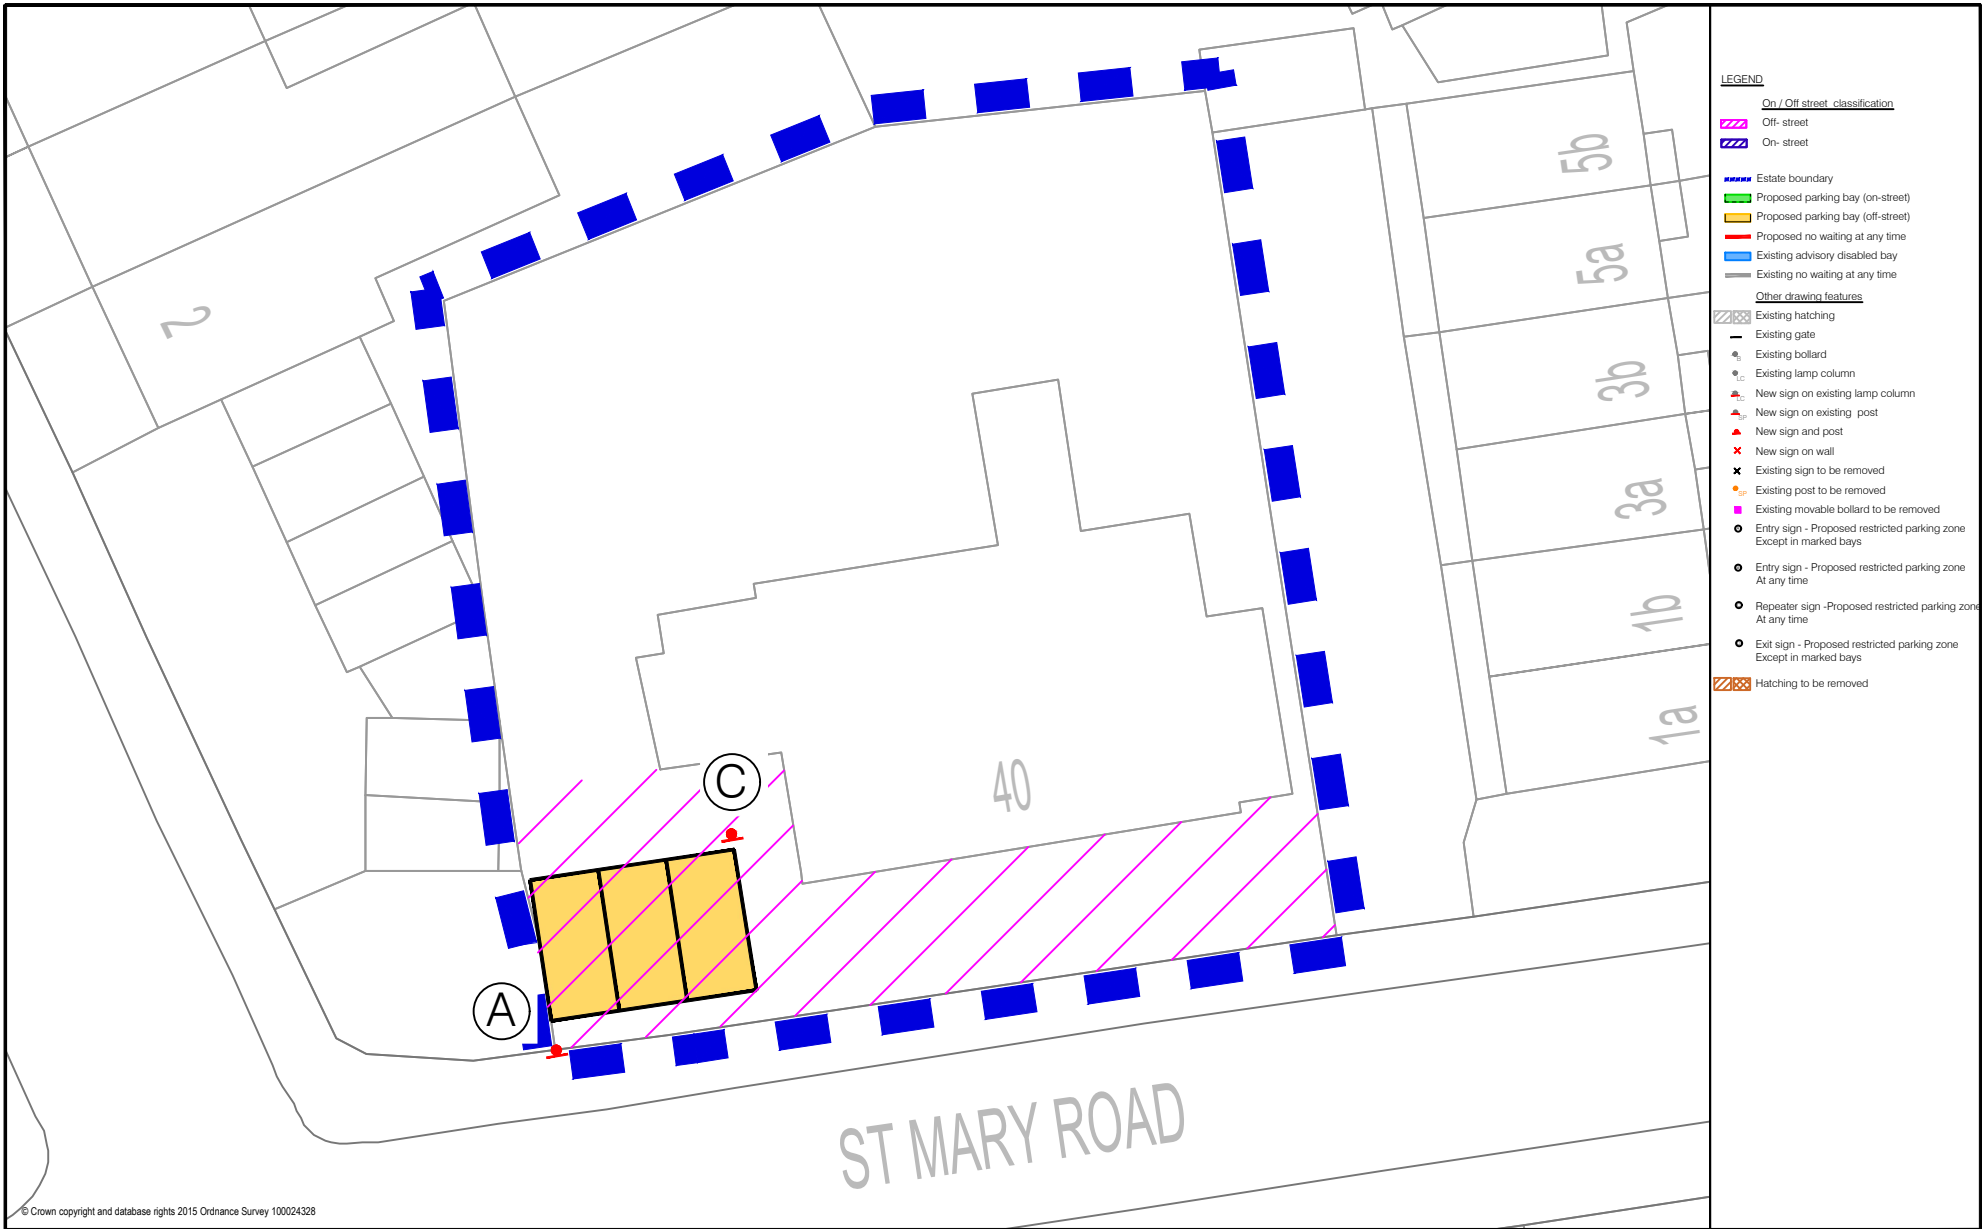 2
5b
5a
3b
3a
1b
1a
C
40
A
ST MARY ROAD
© Crown copyright and database rights 2015 Ordnance Survey 100024328
LEGEND
On / Off street classification
Off- street
On- street
Estate boundary
Proposed parking bay (on-street)
Proposed parking bay (off-street)
Proposed no waiting at any time
Existing advisory disabled bay
Existing no waiting at any time
Other drawing features
Existing hatching
Existing gate
B
Existing bollard
LC
Existing lamp column
LC
New sign on existing lamp column
SP
New sign on existing post
New sign and post
New sign on wall
Existing sign to be removed
SP
Existing post to be removed
Existing movable bollard to be removed
Entry sign - Proposed restricted parking zone
Except in marked bays
Entry sign - Proposed restricted parking zone
At any time
Repeater sign -Proposed restricted parking zone
At any time
Exit sign - Proposed restricted parking zone
Except in marked bays
Hatching to be removed